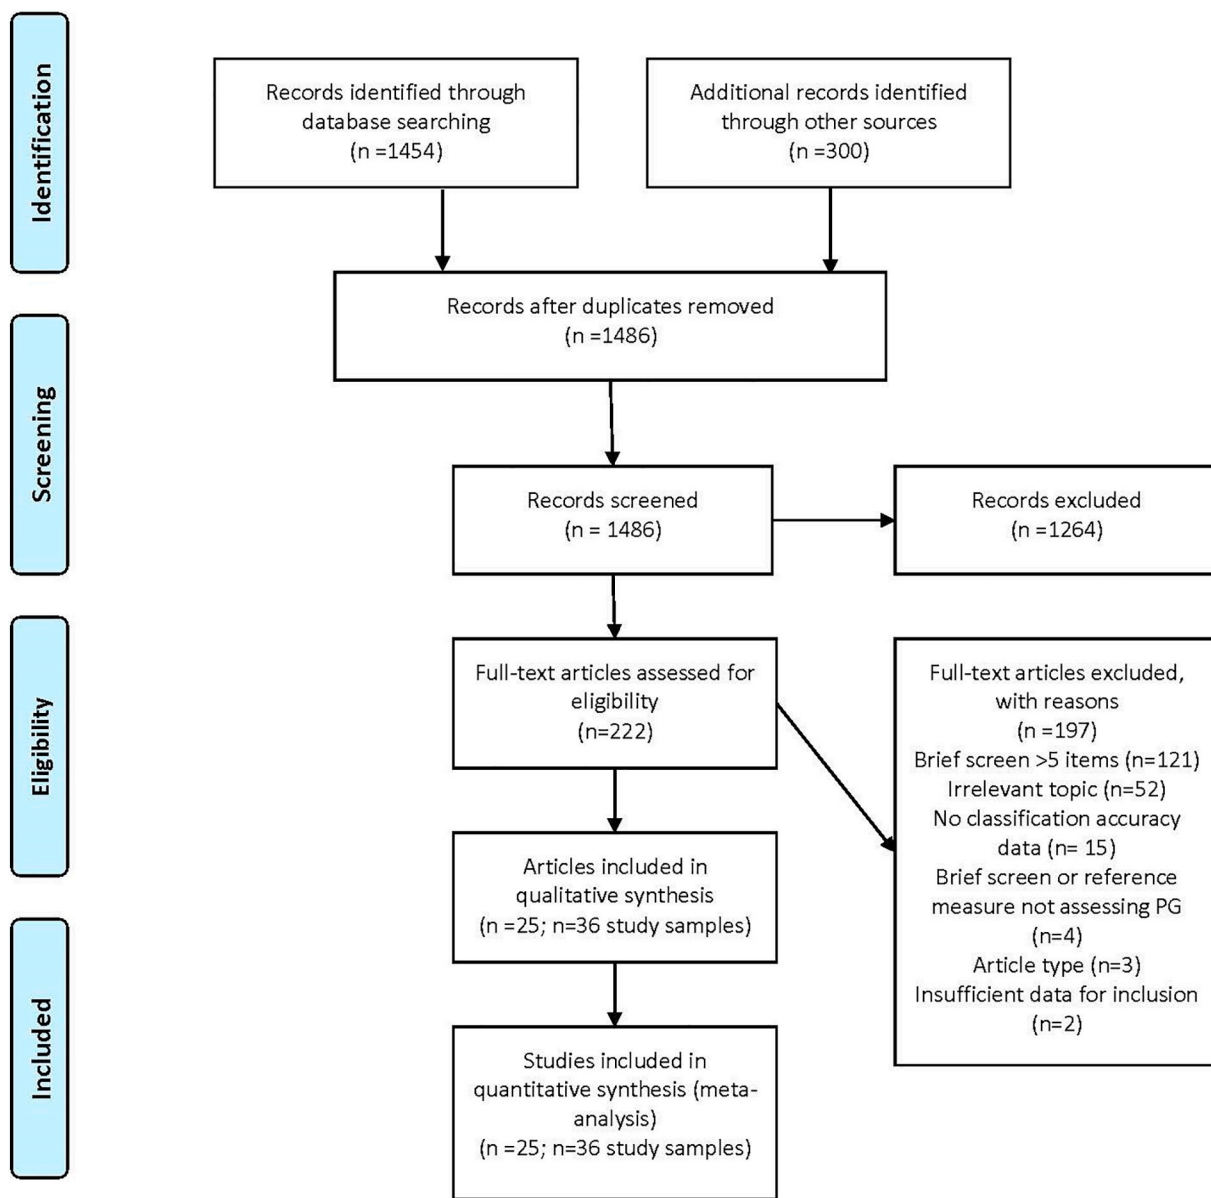 Identification
Records identified through
database searching
(n =1454)
Additional records identified
through other sources
(n =300)
Records after duplicates removed
(n =1486)
Screening
Records screened
(n = 1486)
Records excluded
(n =1264)
Eligibility
Full-text articles assessed for
eligibility
(n=222)
Full-text articles excluded,
with reasons
(n =197)
Brief screen >5 items (n=121)
Irrelevant topic (n=52)
No classification accuracy
data (n= 15)
Brief screen or reference
measure not assessing PG
(n=4)
Article type (n=3)
Insufficient data for inclusion
(n=2)
Articles included in
qualitative synthesis
(n =25; n=36 study samples)
Included
Studies included in
quantitative synthesis (meta-
analysis)
(n =25; n=36 study samples)